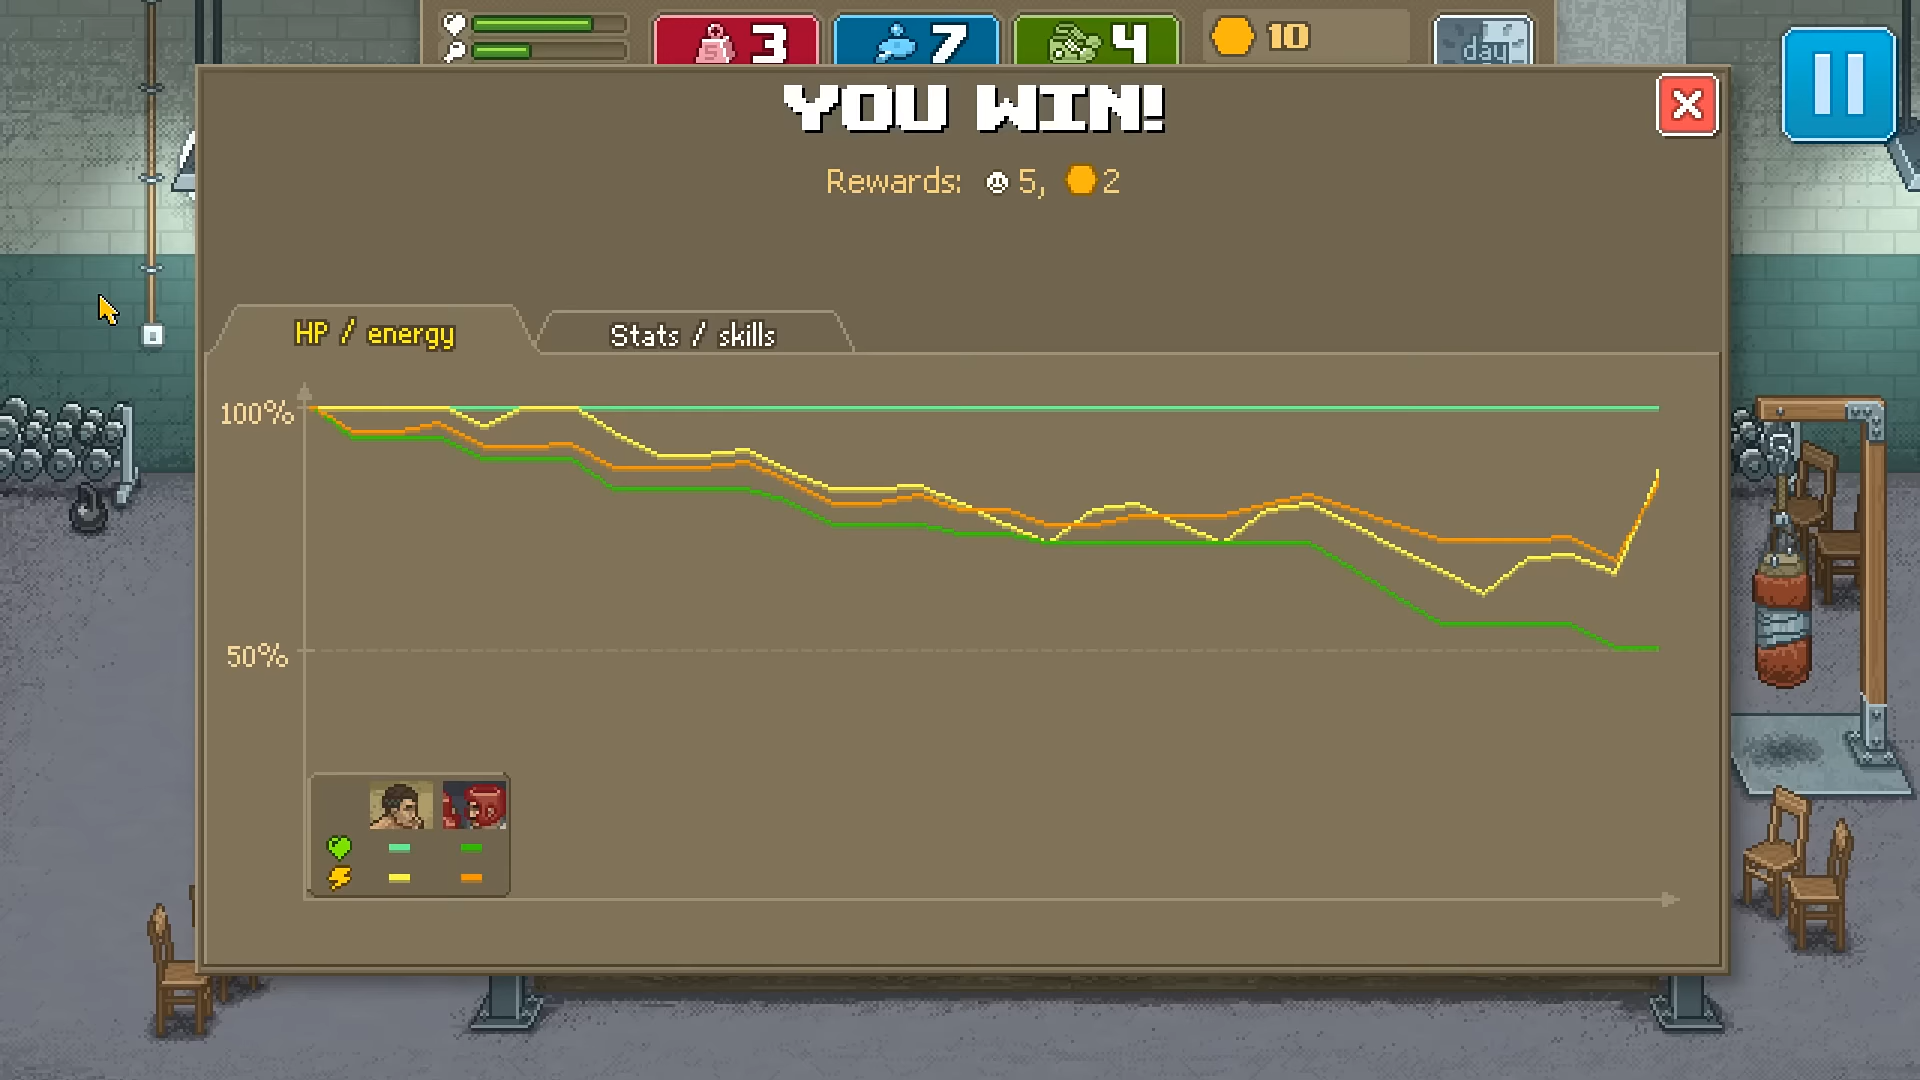 3
7
4
10
day
YOU WIN!
Rewards: 5, 2
HP / energy
Stats / skills
100%
50%